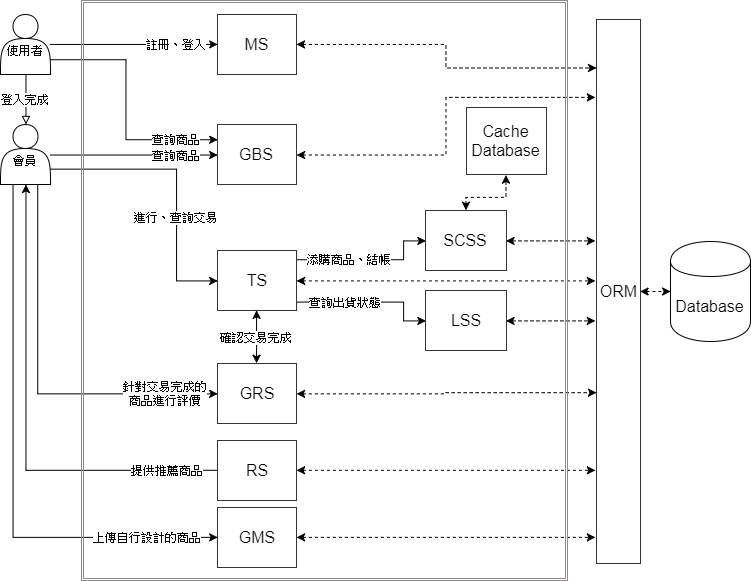 使用者
註冊、登入
MS
登入完成
Cache
Database
查詢商品
查詢商品
GBS
會員
進行、查詢交易
添購商品、結帳
SCSS
TS
查詢出貨狀態
LSS
ORM
Database
確認交易完成
針對交易完成的
商品進行評價
GRS
提供推薦商品
RS
上傳自行設計的商品
GMS